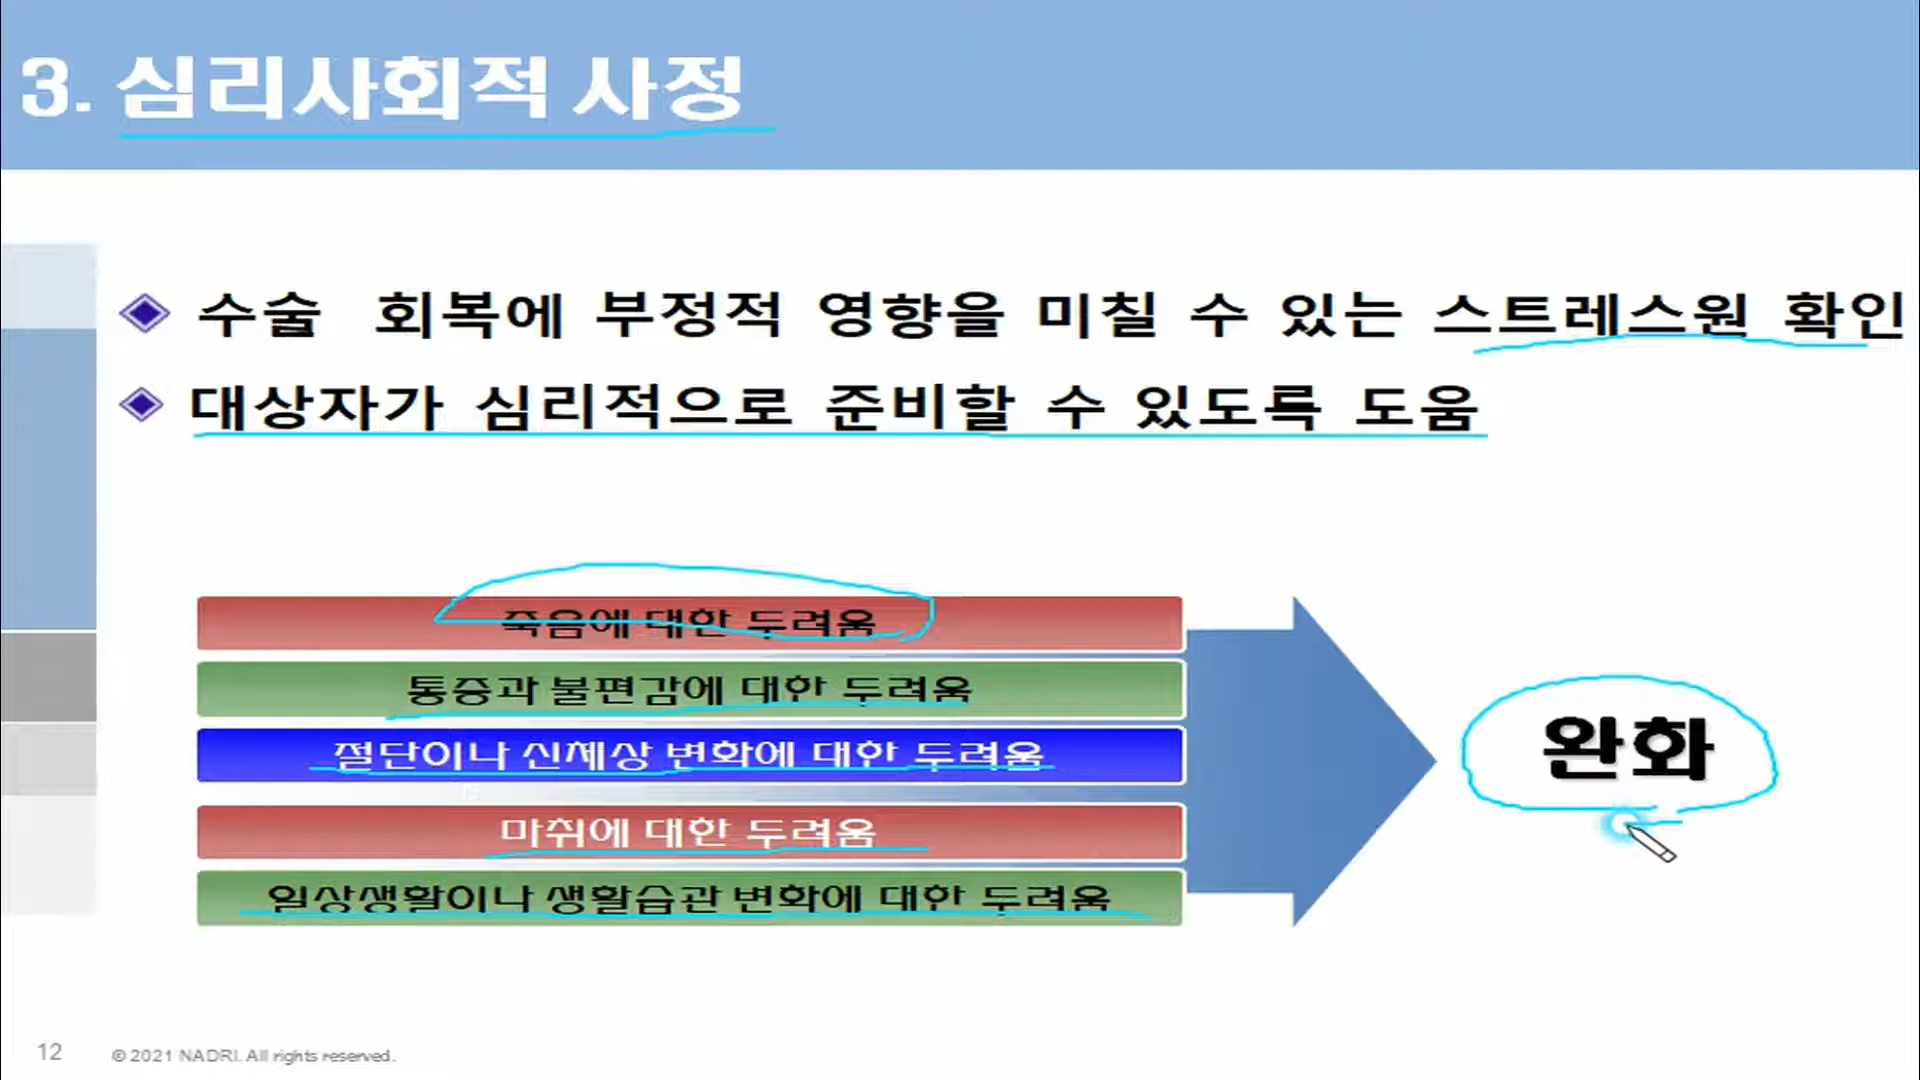 3. 심리사회적 사정
수술 회복에 부정적 영향을 미칠 수 있는 스트레스원 확인
대상자가 심리적으로 준비할 수 있도록 도움
죽음에 대한 두려움
통증과 불편감에 대한 두려움
절단이나 신체상 변화에 대한 두려움
마취에 대한 두려움
일상생활이나 생활습관 변화에 대한 두려움
완화
12 © 2021 NADRI. All rights reserved.